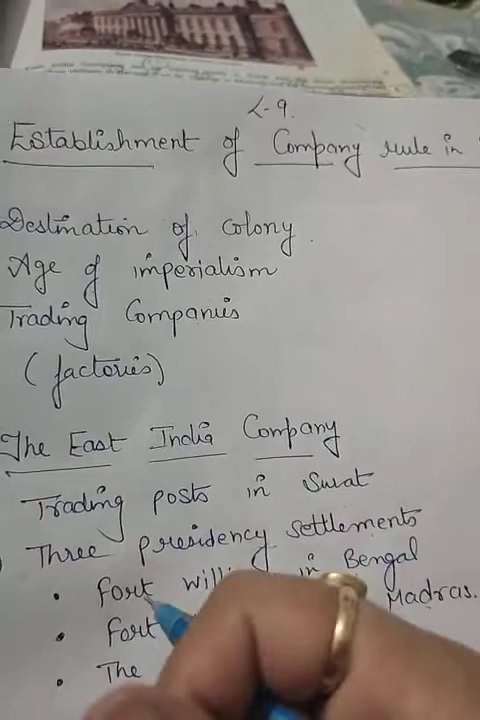 L-9.
Establishment of Company rule in
Destination of colony.
Age of imperialism
Trading Companies
(factories)
The East India Company
Trading posts in Surat
Three presidency settlements
• Fort in Bengal
• Fort Madras.
• The